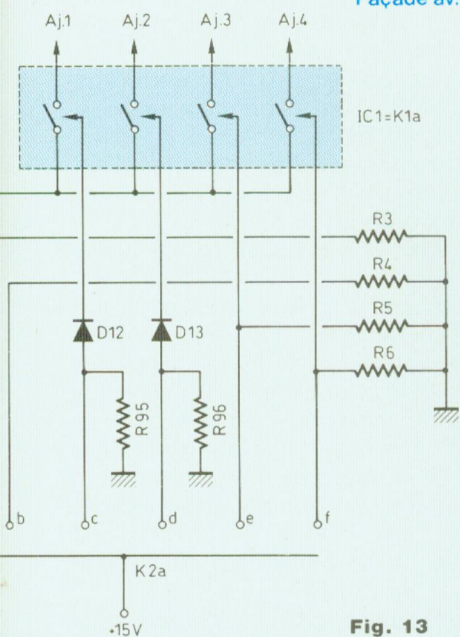 Façade av.
Aj.1 Aj.2 Aj.3 Aj.4
IC1=K1a
R3
R4
R5
R6
D12 D13
R95 R96
b c d e f
K2a
+15V
Fig. 13